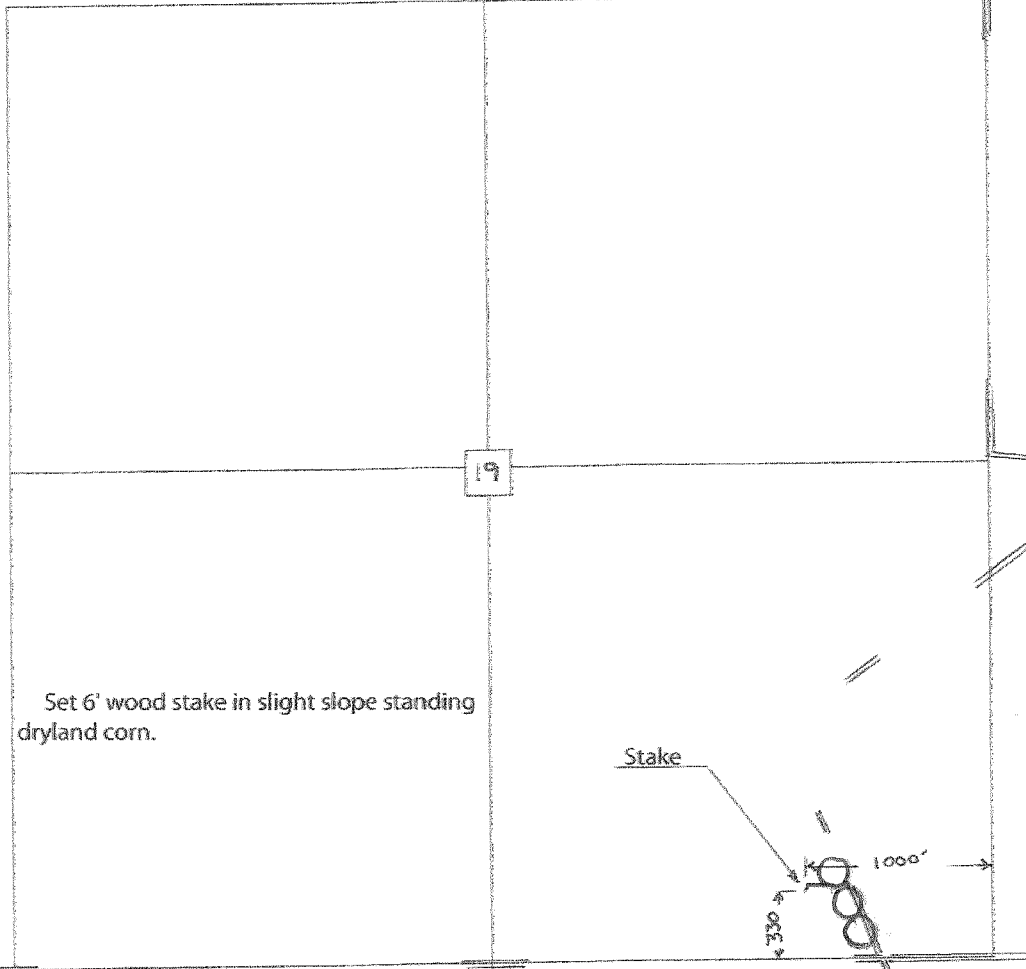 19
Set 6' wood stake in slight slope standing
dryland corn.
Stake
1000'
330